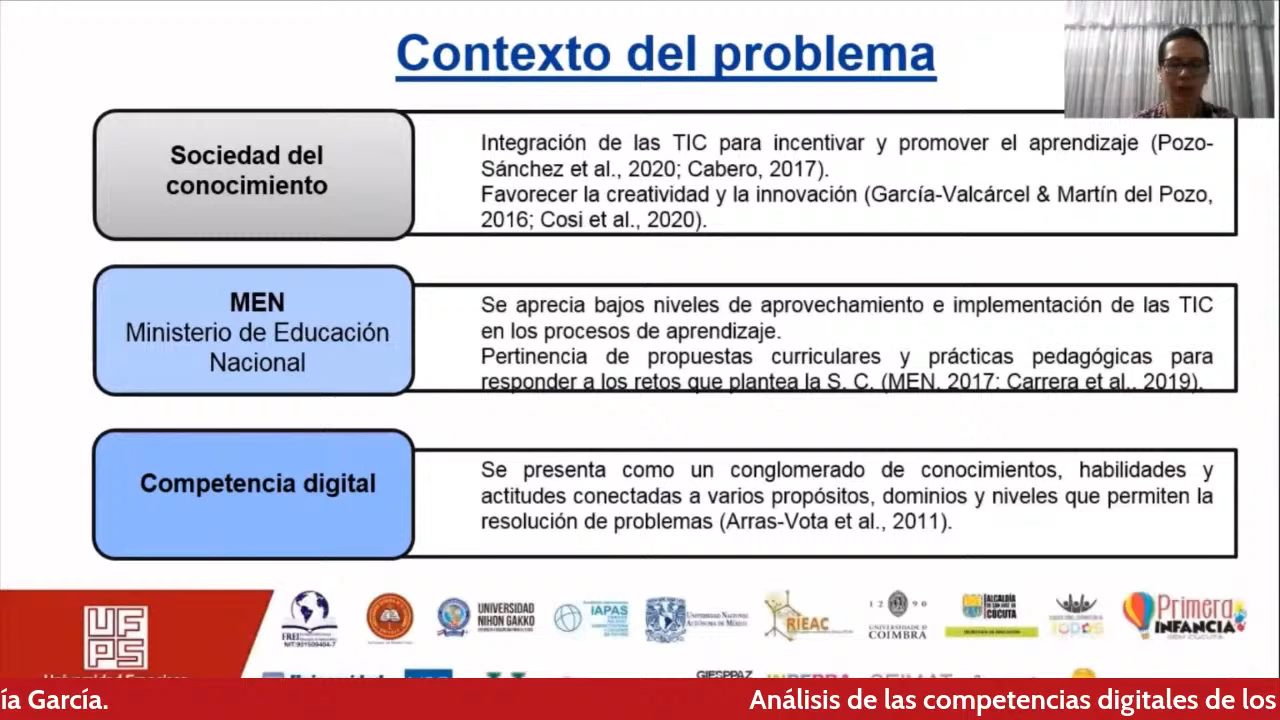 Contexto del problema
Sociedad del
conocimiento
Integración de las TIC para incentivar y promover el aprendizaje (Pozo-
Sánchez et al., 2020; Cabero, 2017).
Favorecer la creatividad y la innovación (García-Valcárcel & Martín del Pozo,
2016; Cosi et al., 2020).
MEN
Ministerio de Educación
Nacional
Se aprecia bajos niveles de aprovechamiento e implementación de las TIC
en los procesos de aprendizaje.
Pertinencia de propuestas curriculares y prácticas pedagógicas para
responder a los retos que plantea la S. C. (MEN, 2017; Carrera et al., 2019).
Competencia digital
Se presenta como un conglomerado de conocimientos, habilidades y
actitudes conectadas a varios propósitos, dominios y niveles que permiten la
resolución de problemas (Arras-Vota et al., 2011).
UFPS
FREI
UNIVERSIDAD
NIHON GAKKO
IAPAS
UNIVERSIDAD NACIONAL
AUTÓNOMA DE MÉXICO
RIEAC
12 90
UNIVERSIDADE D
COIMBRA
ALCALDÍA
DE SAN JOSÉ DE
CÚCUTA
TODOS
Primera
INFANCIA
ía García.
Análisis de las competencias digitales de los